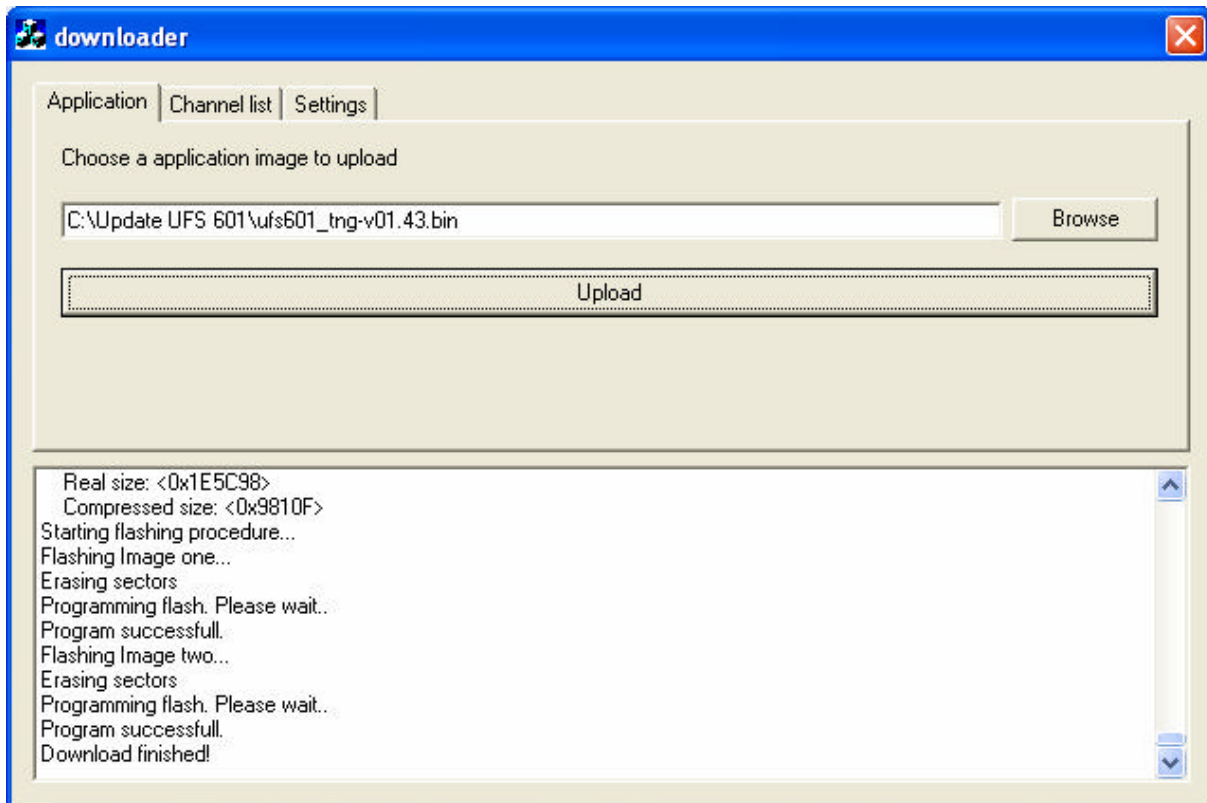 downloader
Application Channel list Settings
Choose a application image to upload
C:\Update UFS 601\ufs601_tng-v01.43.bin Browse
Upload
Real size: <0x1E5C98>
Compressed size: <0x9810F>
Starting flashing procedure...
Flashing Image one...
Erasing sectors
Programming flash. Please wait..
Program successfull.
Flashing Image two...
Erasing sectors
Programming flash. Please wait..
Program successfull.
Download finished!